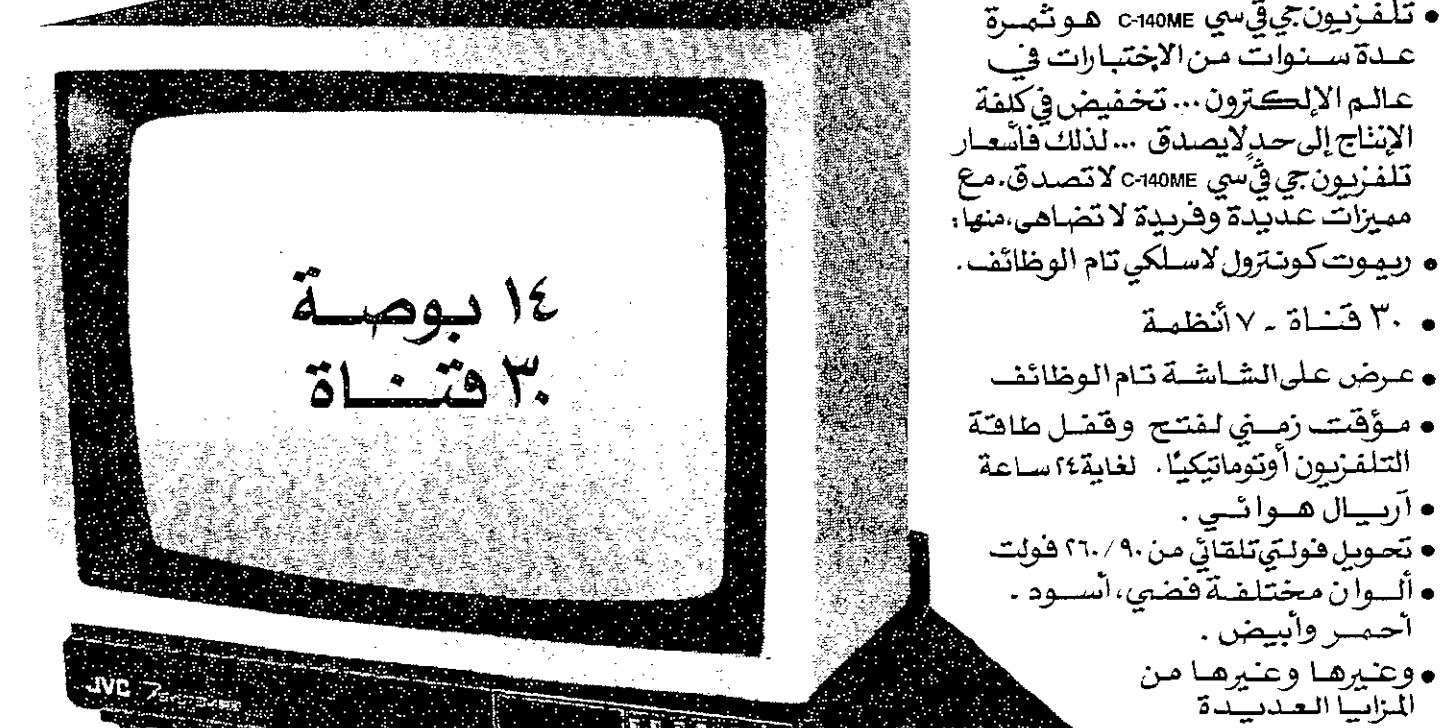 • تلفزيون جي ڤي سي C-140ME هو ثمرة
عدة سنوات من الإختبارات في
عالم الإلكترون... تخفيض في كلفة
الإنتاج إلى حدٍ لا يصدق ... لذلك فأسعار
تلفزيون جي ڤي سي C-140ME لا تصدق. مع
مميزات عديدة وفريدة لا تضاهى، منها:
• ريموت كونترول لاسلكي تام الوظائف.
• ٣٠ قناة - ٧ أنظمة
• عرض على الشاشة تام الوظائف
• مؤقت زمني لفتح وقفل طاقة
التلفزيون أوتوماتيكيًا. لغاية ٢٤ ساعة
• آريال هوائي .
• تحويل فولتي تلقائي من ٩٠/ ٢٦٠ فولت
• ألوان مختلفة فضي، أسود -
أحمر وأبيض .
• وغيرها وغيرها من
المزايا العديدة
١٤ بوصة
٣٠ قناة
JVC 7